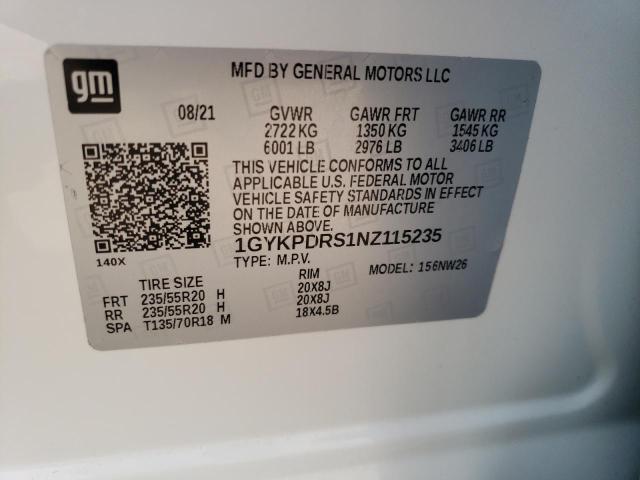 gm
MFD BY GENERAL MOTORS LLC
08/21 GVWR GAWR FRT GAWR RR
2722 KG 1350 KG 1545 KG
6001 LB 2976 LB 3406 LB
THIS VEHICLE CONFORMS TO ALL
APPLICABLE U.S. FEDERAL MOTOR
VEHICLE SAFETY STANDARDS IN EFFECT
ON THE DATE OF MANUFACTURE
SHOWN ABOVE.
1GYKPDRS1NZ115235
140X TYPE: M.P.V. MODEL: 156NW26
TIRE SIZE RIM
FRT 235/55R20 H 20X8J
RR 235/55R20 H 20X8J
SPA T135/70R18 M 18X4.5B